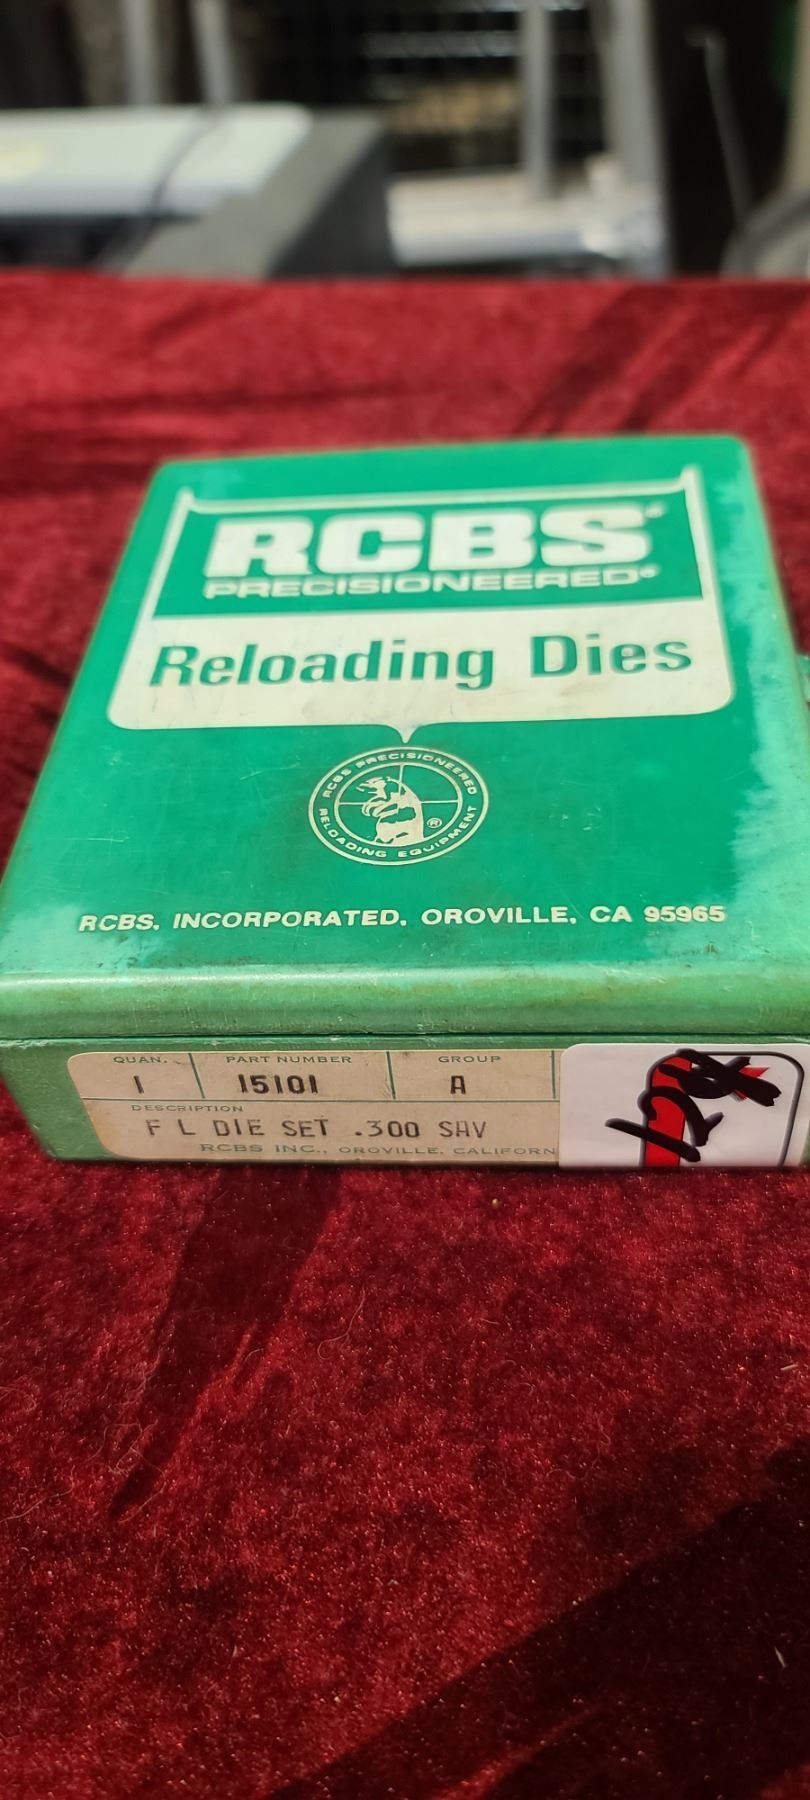 RCBS®
PRECISIONEERED®
Reloading Dies
RCBS PRECISIONEERED
RELOADING EQUIPMENT ®
RCBS, INCORPORATED, OROVILLE, CA 95965
QUAN. PART NUMBER GROUP
1 15101 A
DESCRIPTION
F L DIE SET .300 SAV
RCBS INC., OROVILLE, CALIFORN